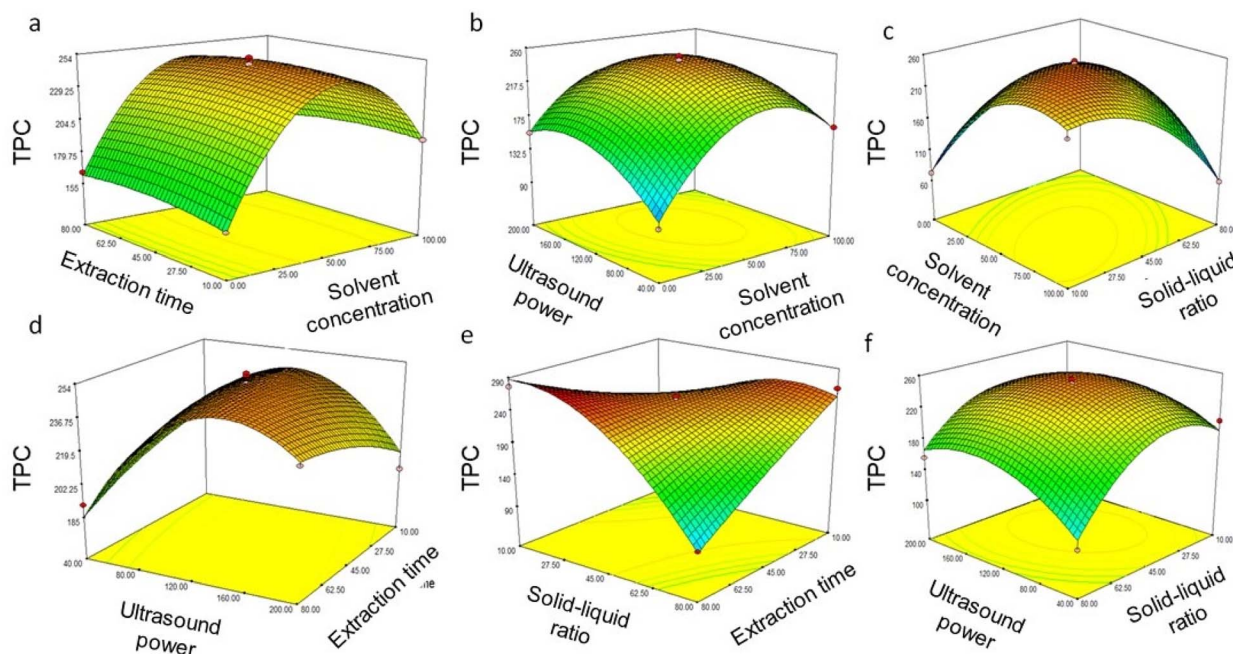 a
TPC
254
229.25
204.5
179.75
155
80.00
62.50
45.00
27.50
10.00
0.00
25.00
50.00
75.00
100.00
Extraction time
Solvent
concentration
b
TPC
260
217.5
175
132.5
90
200.00
160.00
120.00
80.00
40.00
0.00
25.00
50.00
75.00
100.00
Ultrasound
power
Solvent
concentration
c
TPC
260
210
160
110
60
0.00
25.00
50.00
75.00
100.00
10.00
27.50
45.00
62.50
80.00
Solvent
concentration
Solid-liquid
ratio
d
TPC
254
236.75
219.5
202.25
185
40.00
80.00
120.00
160.00
200.00
80.00
62.50
45.00
27.50
10.00
Ultrasound
power
Extraction time
e
TPC
290
240
190
140
90
10.00
27.50
45.00
62.50
80.00
80.00
62.50
45.00
27.50
10.00
Solid-liquid
ratio
Extraction time
f
TPC
260
220
180
140
100
200.00
160.00
120.00
80.00
40.00
80.00
62.50
45.00
27.50
10.00
Ultrasound
power
Solid-liquid
ratio